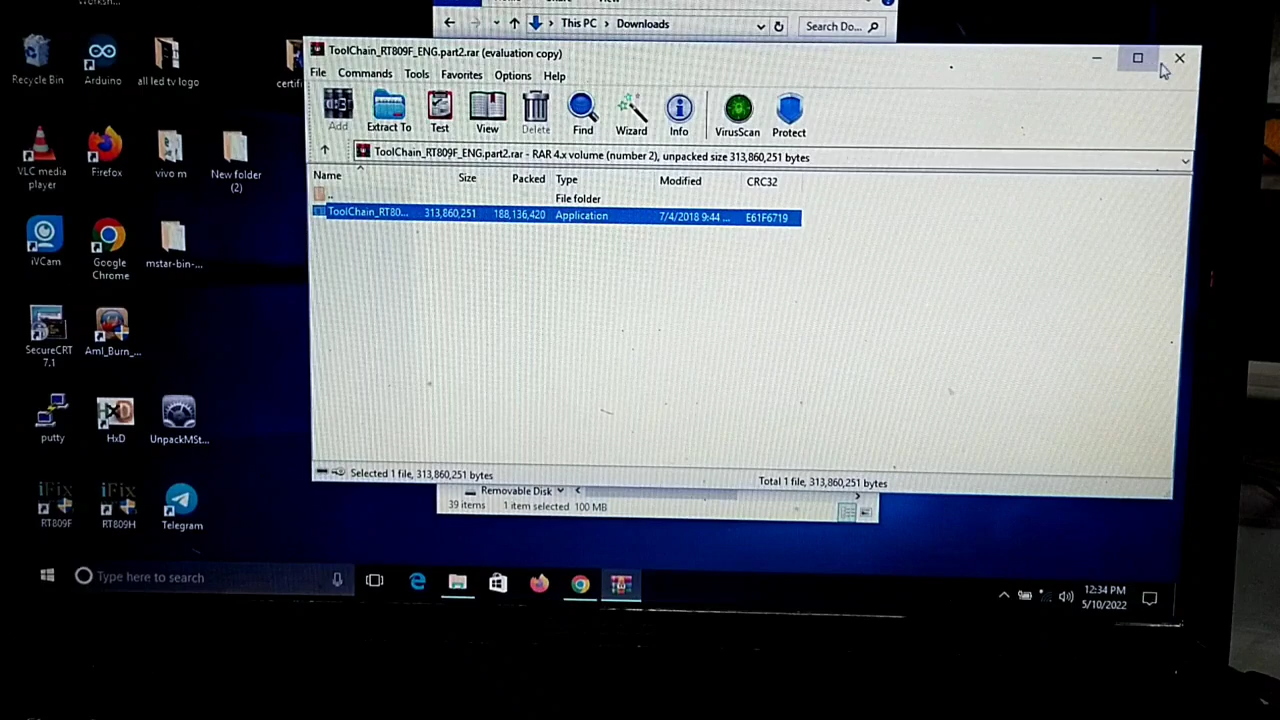 This PC > Downloads
Search Do...
ToolChain_RT809F_ENG.part2.rar (evaluation copy)
File Commands Tools Favorites Options Help
Add Extract To Test View Delete Find Wizard Info VirusScan Protect
ToolChain_RT809F_ENG.part2.rar - RAR 4.x volume (number 2), unpacked size 313,860,251 bytes
Name Size Packed Type Modified CRC32
.. File folder
ToolChain_RT80... 313,860,251 188,136,420 Application 7/4/2018 9:44 ... E61F6719
Selected 1 file, 313,860,251 bytes
Total 1 file, 313,860,251 bytes
Removable Disk
39 items 1 item selected 100 MB
Recycle Bin
Arduino
all led tv logo
certifi
VLC media
player
Firefox
vivo m
New folder
(2)
iVCam
Google
Chrome
mstar-bin-...
SecureCRT
7.1
Aml_Burn_...
putty
HxD
UnpackMSt...
iFix
RT809F
iFix
RT809H
Telegram
Type here to search
12:34 PM
5/10/2022